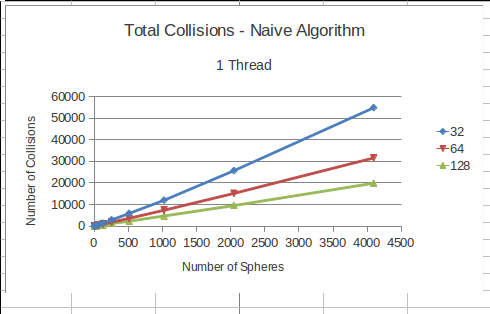 Total Collisions - Naive Algorithm
1 Thread
Number of Collisions
60000
50000
40000
30000
20000
10000
0
0 500 1000 1500 2000 2500 3000 3500 4000 4500
Number of Spheres
32
64
128